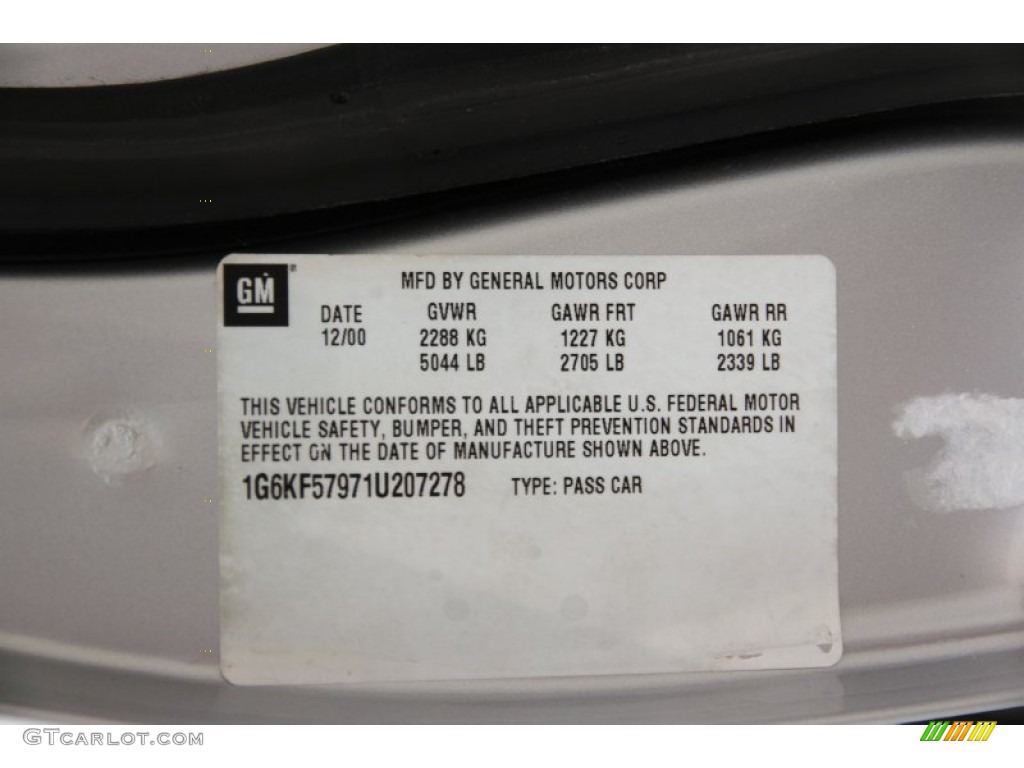 GM
MFD BY GENERAL MOTORS CORP
DATE GVWR GAWR FRT GAWR RR
12/00 2288 KG 1227 KG 1061 KG
5044 LB 2705 LB 2339 LB
THIS VEHICLE CONFORMS TO ALL APPLICABLE U.S. FEDERAL MOTOR
VEHICLE SAFETY, BUMPER, AND THEFT PREVENTION STANDARDS IN
EFFECT ON THE DATE OF MANUFACTURE SHOWN ABOVE.
1G6KF57971U207278 TYPE: PASS CAR
GTCARLOT.COM